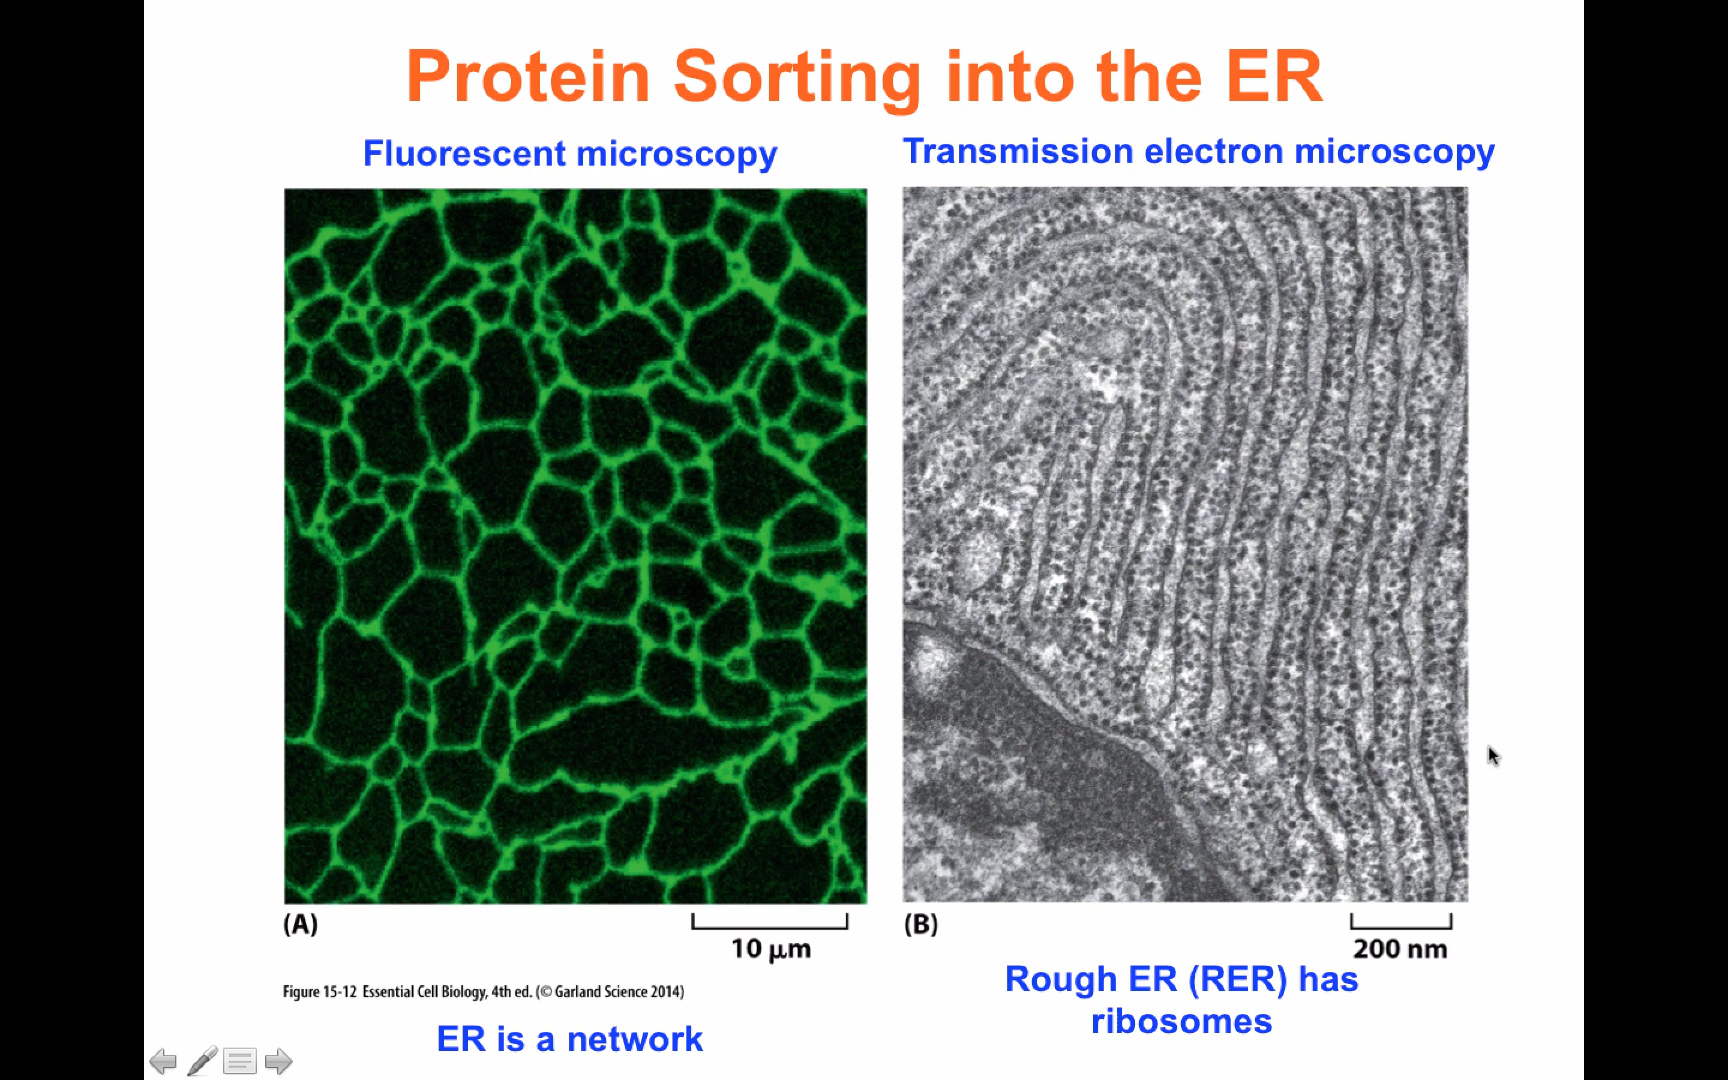 Protein Sorting into the ER
Fluorescent microscopy
Transmission electron microscopy
(A)
10 μm
(B)
200 nm
Figure 15-12 Essential Cell Biology, 4th ed. (© Garland Science 2014)
Rough ER (RER) has
ribosomes
ER is a network